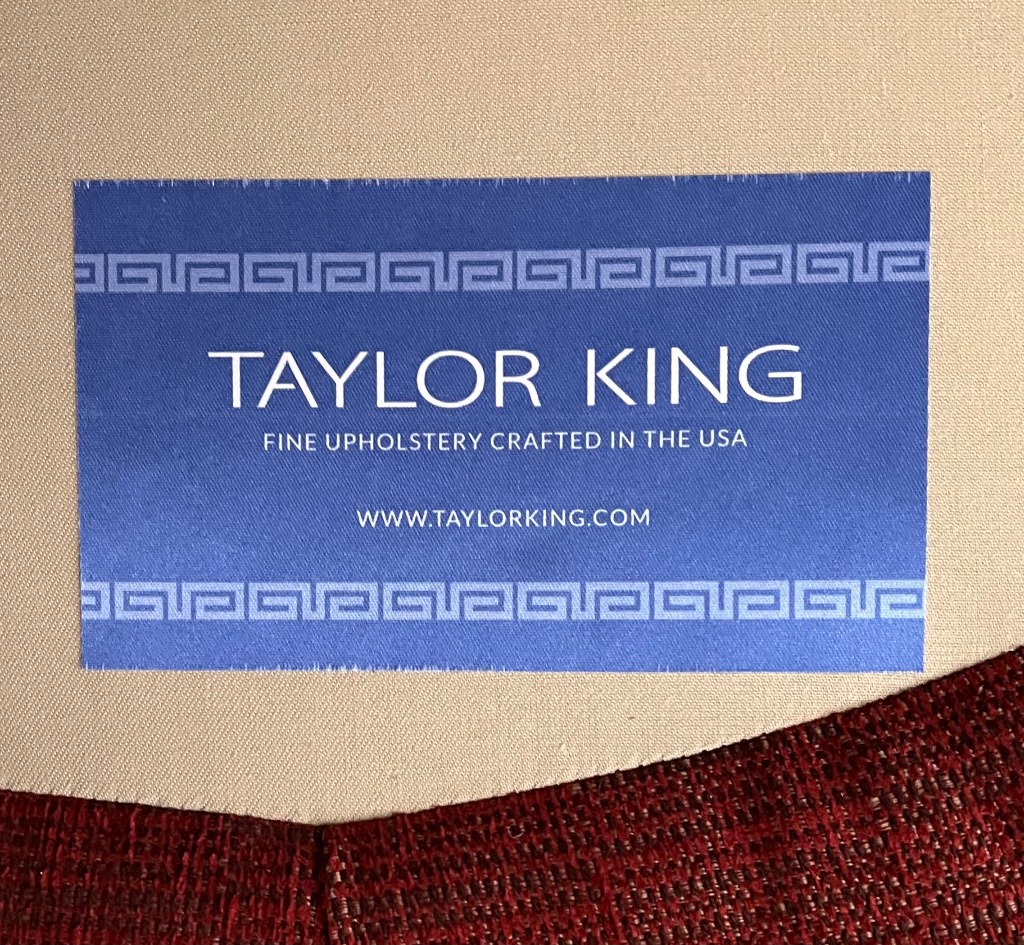 TAYLOR KING
FINE UPHOLSTERY CRAFTED IN THE USA
WWW.TAYLORKING.COM